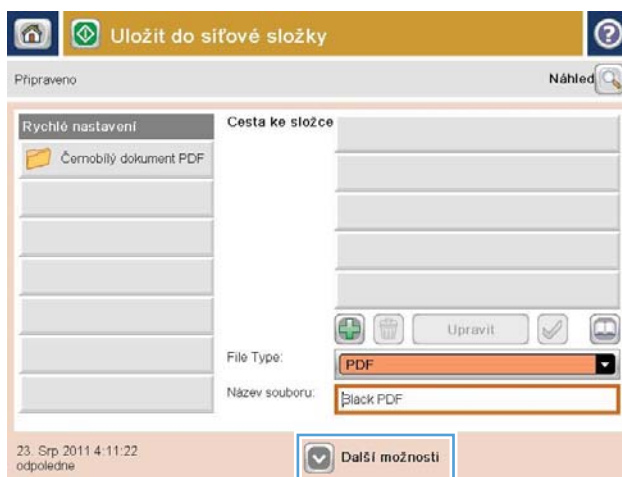 Uložit do síťové složky
Připraveno
Náhled
Rychlé nastavení
Černobílý dokument PDF
Cesta ke složce
Upravit
File Type:
PDF
Název souboru:
Black PDF
23. Srp 2011 4:11:22
odpoledne
Další možnosti